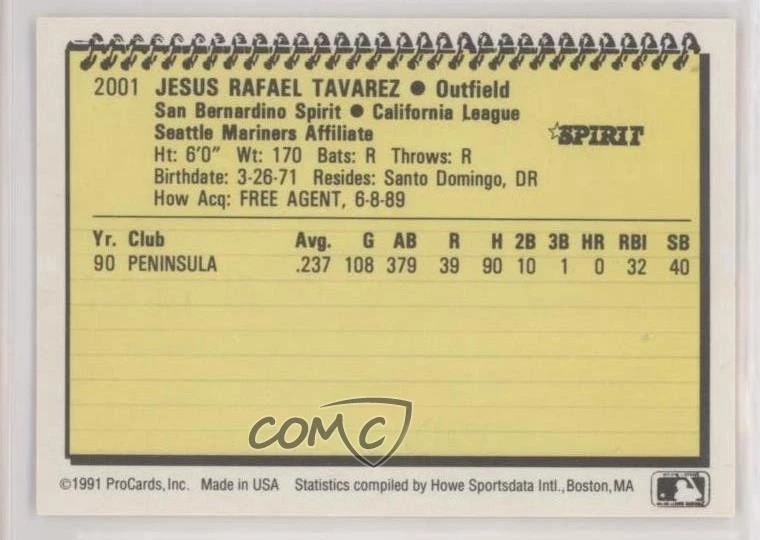 2001 JESUS RAFAEL TAVAREZ ● Outfield
San Bernardino Spirit ● California League
Seattle Mariners Affiliate
SPIRIT
Ht: 6'0" Wt: 170 Bats: R Throws: R
Birthdate: 3-26-71 Resides: Santo Domingo, DR
How Acq: FREE AGENT, 6-8-89
Yr. Club Avg. G AB R H 2B 3B HR RBI SB
90 PENINSULA .237 108 379 39 90 10 1 0 32 40
COMC
©1991 ProCards, Inc. Made in USA Statistics compiled by Howe Sportsdata Intl., Boston, MA